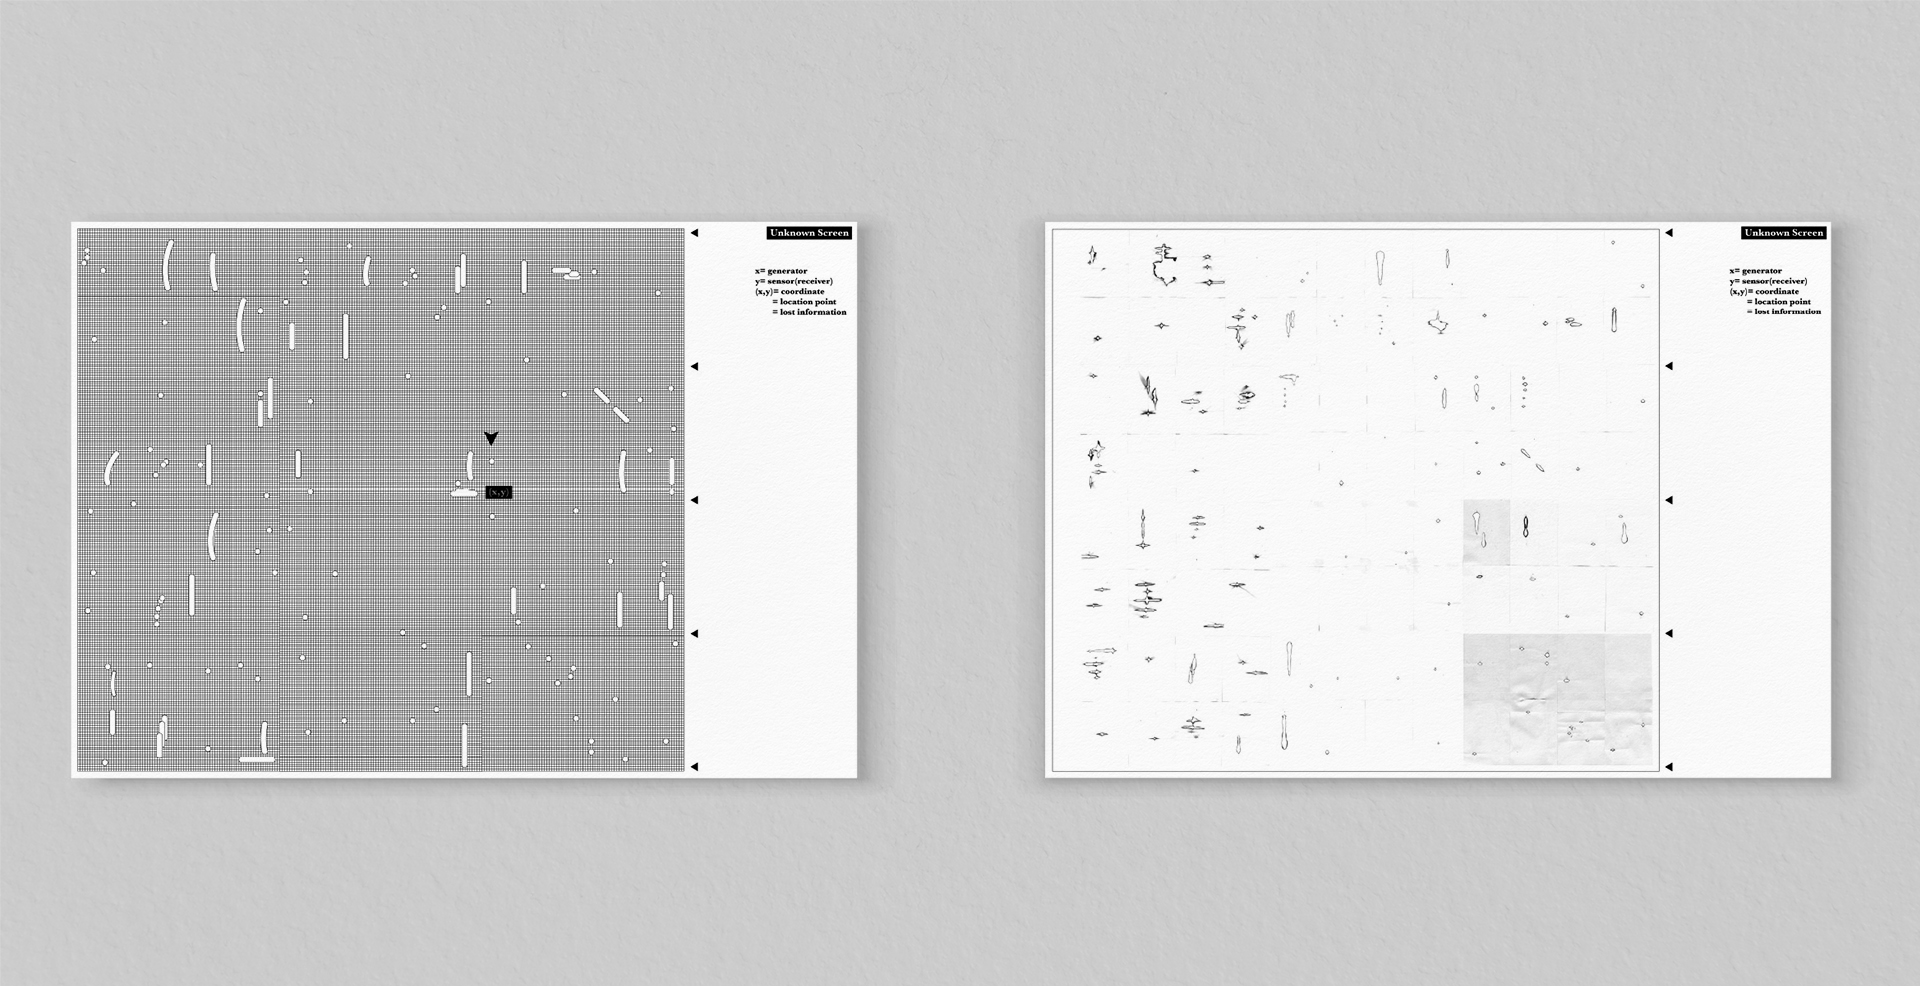 Unknown Screen
x= generator
y= sensor(receiver)
(x,y)= coordinate
= location point
= lost information
(x,y)
Unknown Screen
x= generator
y= sensor(receiver)
(x,y)= coordinate
= location point
= lost information